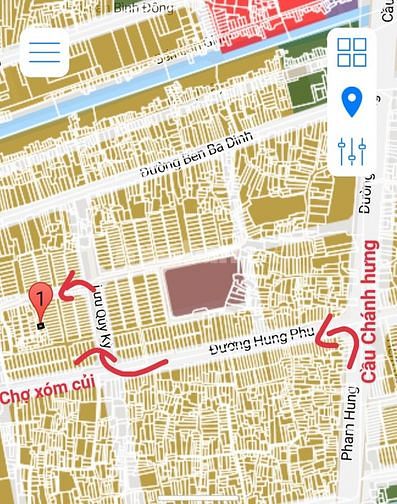 Bến Bình Đông
Cầu
Đường Bến Ba Đình
Đường
Lưu Quý Kỳ
1
Đường Hưng Phú
Cầu Chánh hưng
Chợ xóm củi
Phạm Hùng